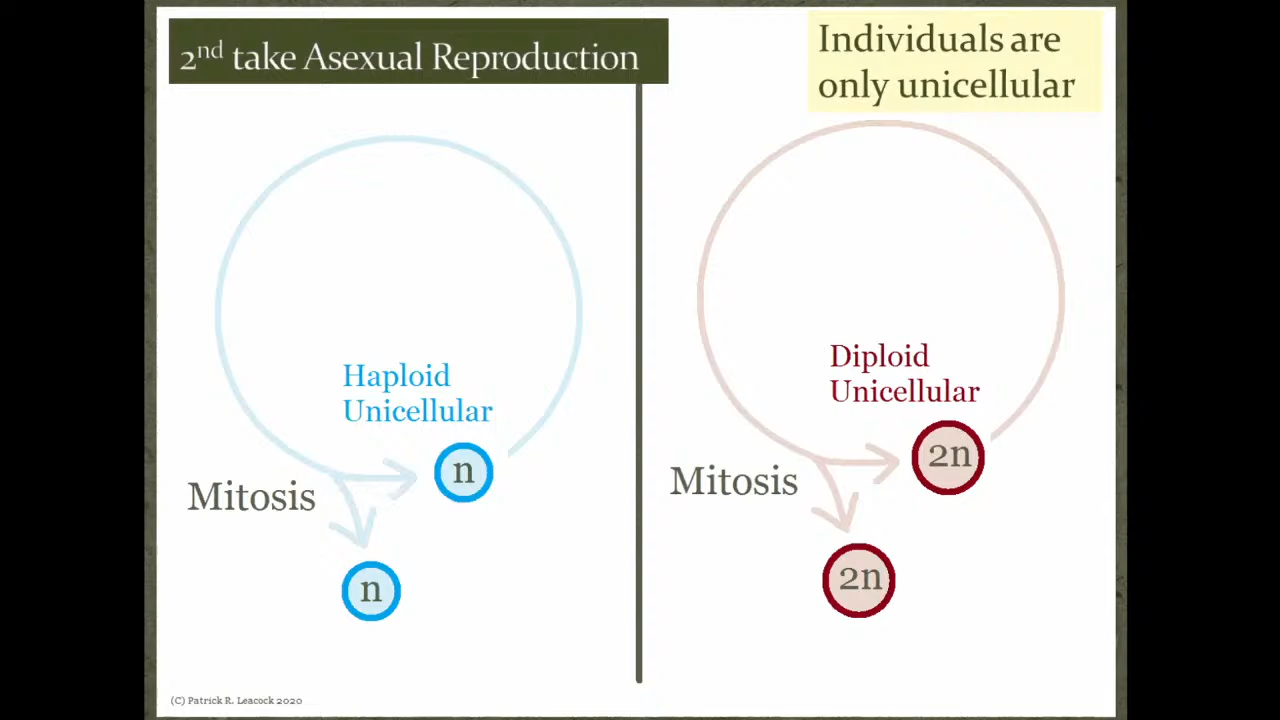 2nd take Asexual Reproduction
Individuals are
only unicellular
Haploid
Unicellular
n
Mitosis
n
Diploid
Unicellular
2n
Mitosis
2n
(C) Patrick R. Leacock 2020